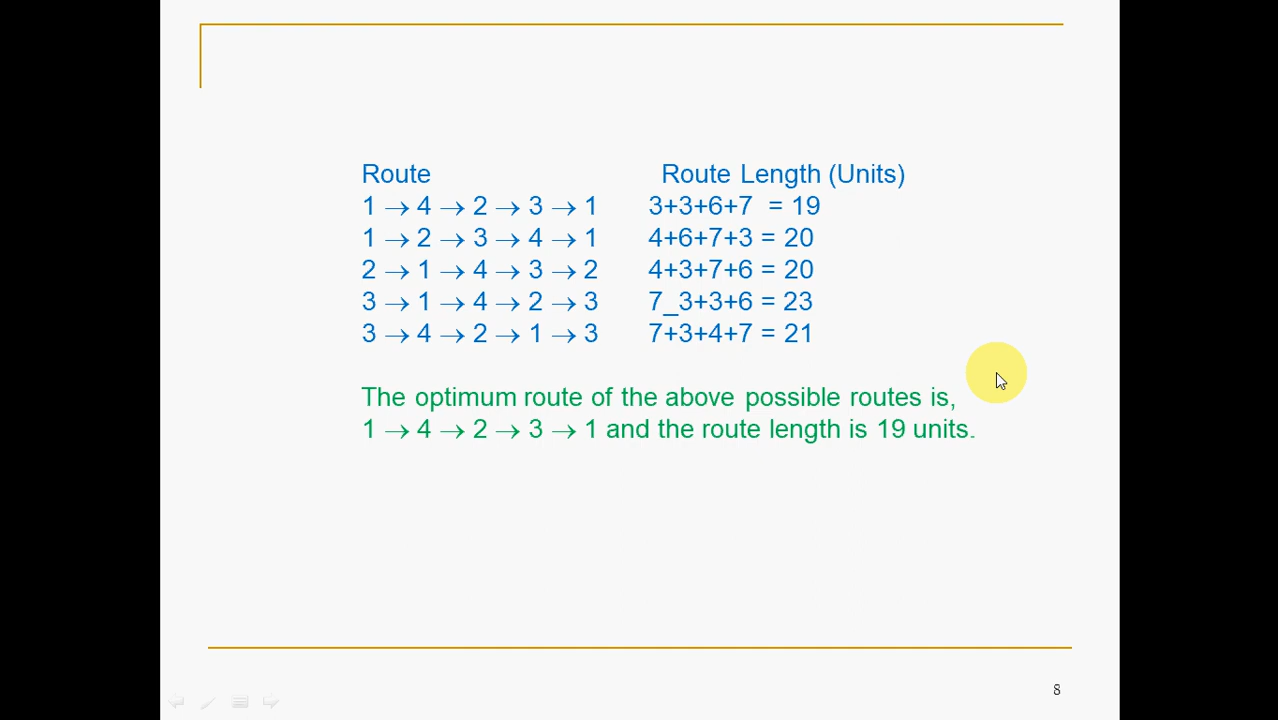 Route Route Length (Units)
1 → 4 → 2 → 3 → 1 3+3+6+7 = 19
1 → 2 → 3 → 4 → 1 4+6+7+3 = 20
2 → 1 → 4 → 3 → 2 4+3+7+6 = 20
3 → 1 → 4 → 2 → 3 7_3+3+6 = 23
3 → 4 → 2 → 1 → 3 7+3+4+7 = 21
The optimum route of the above possible routes is,
1 → 4 → 2 → 3 → 1 and the route length is 19 units.
8